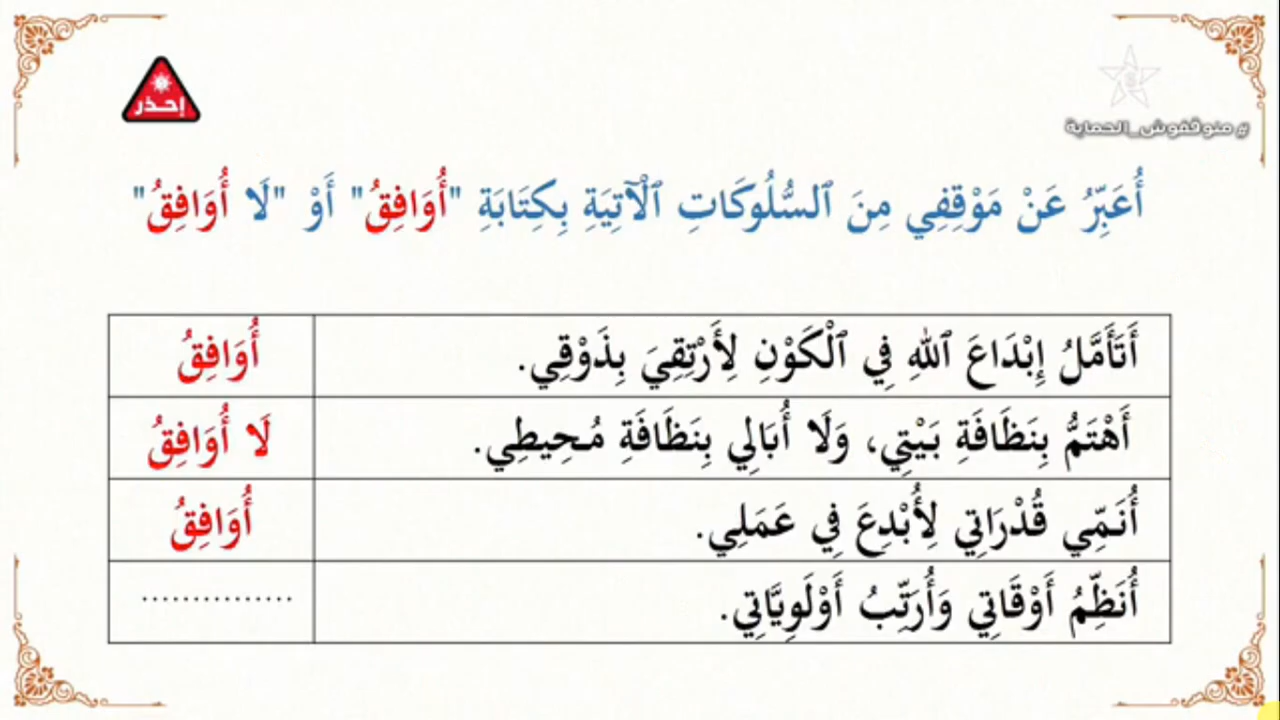 إحذر
# منوقفوش_الحماية
أُعَبِّرُ عَنْ مَوْقِفِي مِنَ ٱلسُّلُوكَاتِ ٱلْآتِيَةِ بِكِتَابَةِ "أُوَافِقُ" أَوْ "لَا أُوَافِقُ"
أَتَأَمَّلُ إِبْدَاعَ ٱللهِ فِي ٱلْكَوْنِ لِأَرْتِقِيَ بِذَوْقِي. أُوَافِقُ
أَهْتَمُّ بِنَظَافَةِ بَيْتِي، وَلَا أُبَالِي بِنَظَافَةِ مُحِيطِي. لَا أُوَافِقُ
أُنَمِّي قُدْرَاتِي لِأُبْدِعَ فِي عَمَلِي. أُوَافِقُ
أُنَظِّمُ أَوْقَاتِي وَأُرَتِّبُ أَوْلَوِيَّاتِي. ...............